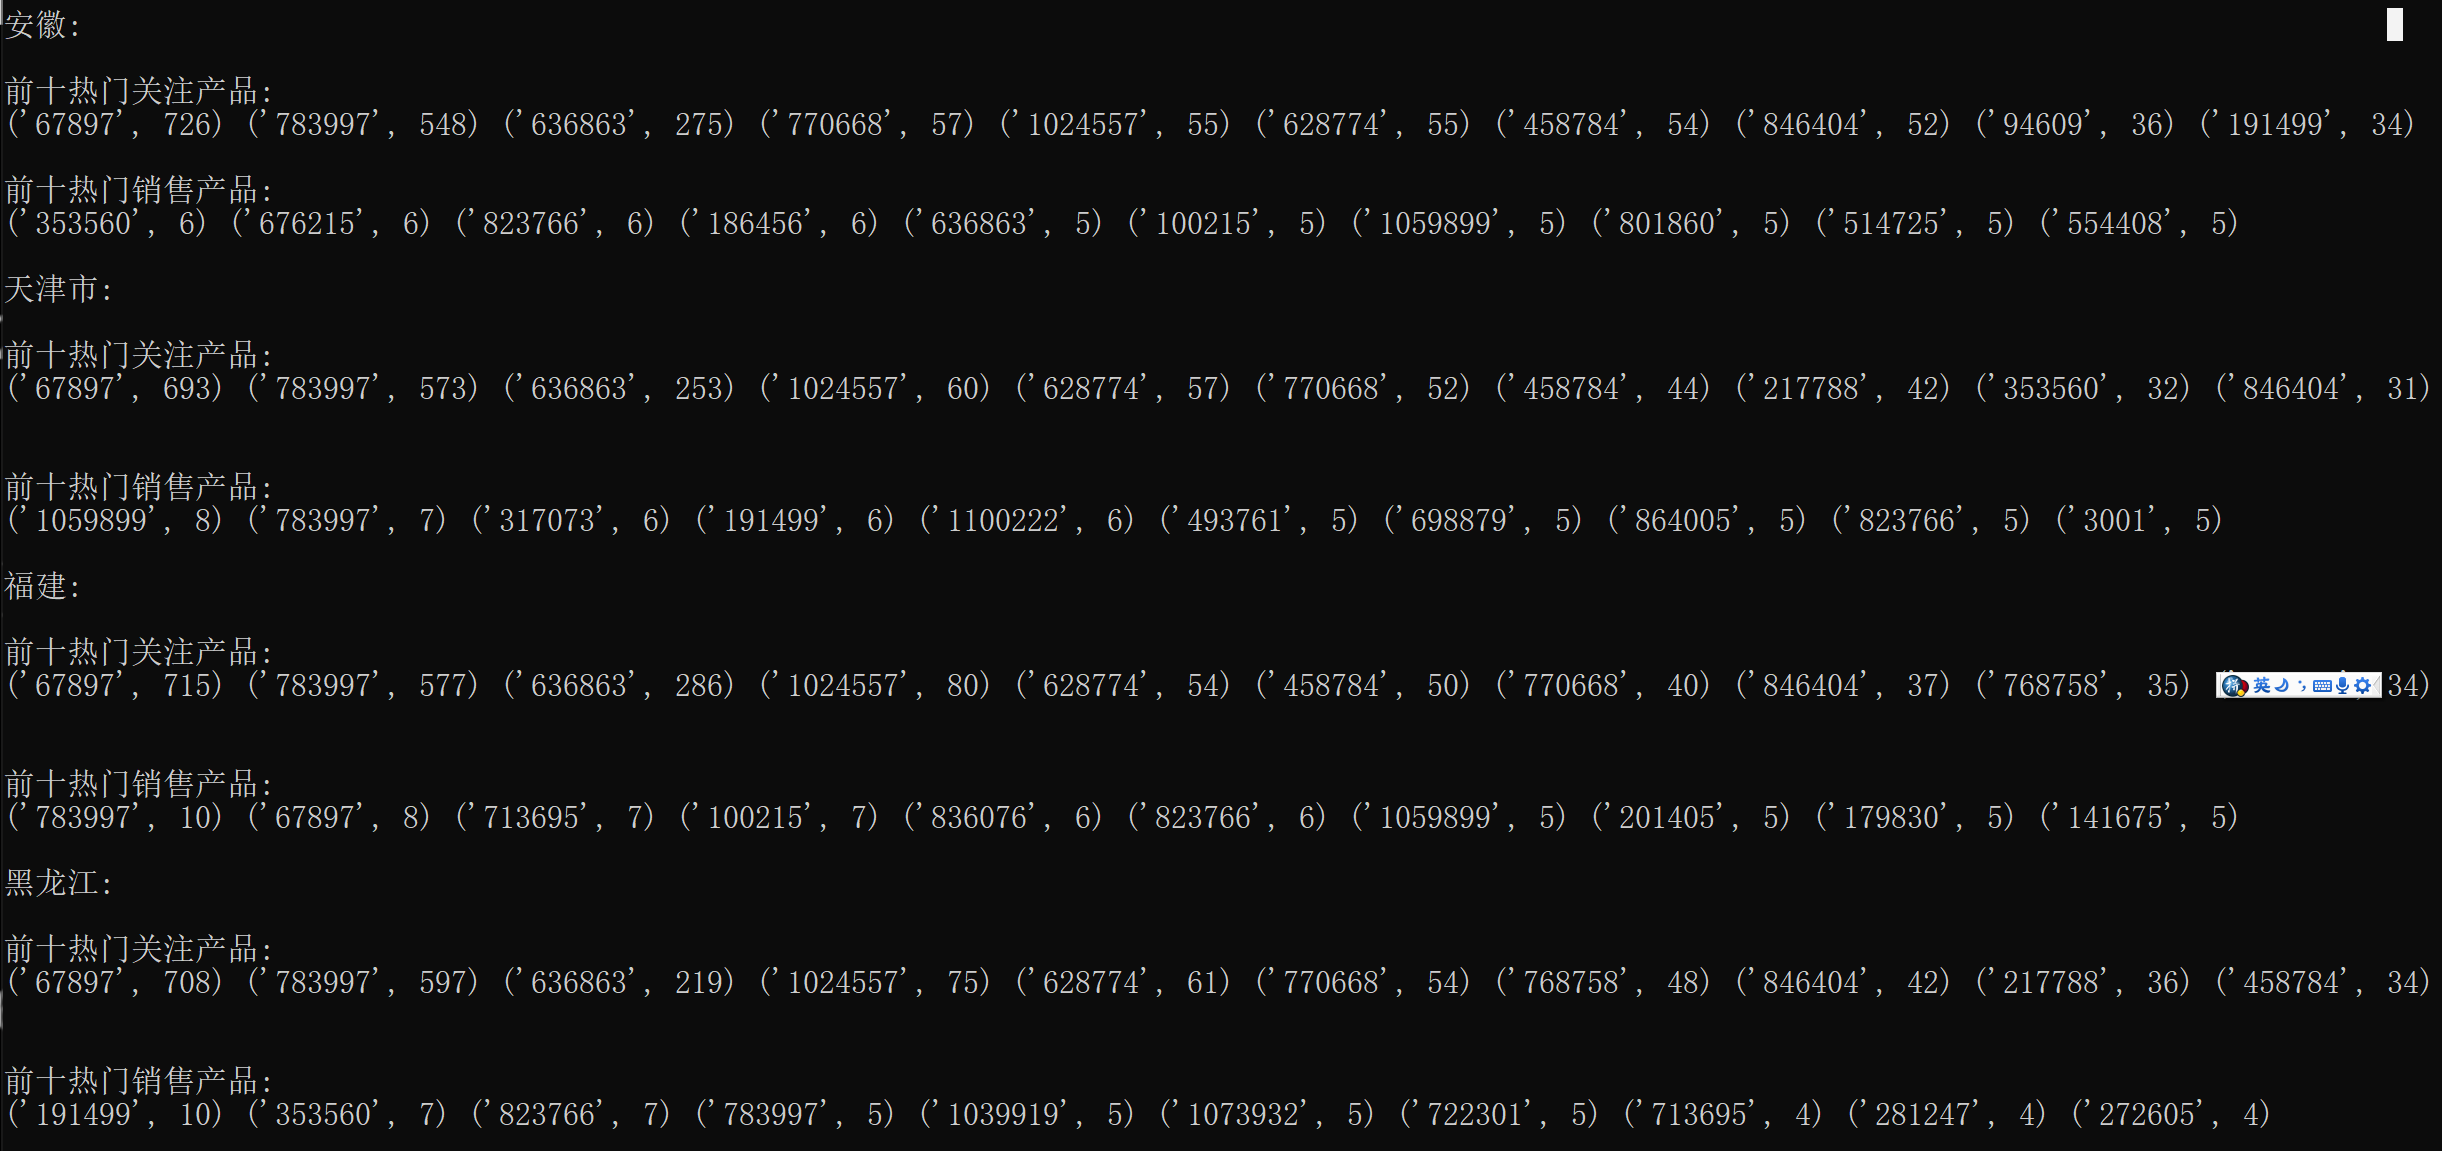 安徽:
前十热门关注产品:
('67897', 726) ('783997', 548) ('636863', 275) ('770668', 57) ('1024557', 55) ('628774', 55) ('458784', 54) ('846404', 52) ('94609', 36) ('191499', 34)
前十热门销售产品:
('353560', 6) ('676215', 6) ('823766', 6) ('186456', 6) ('636863', 5) ('100215', 5) ('1059899', 5) ('801860', 5) ('514725', 5) ('554408', 5)
天津市:
前十热门关注产品:
('67897', 693) ('783997', 573) ('636863', 253) ('1024557', 60) ('628774', 57) ('770668', 52) ('458784', 44) ('217788', 42) ('353560', 32) ('846404', 31)
前十热门销售产品:
('1059899', 8) ('783997', 7) ('317073', 6) ('191499', 6) ('1100222', 6) ('493761', 5) ('698879', 5) ('864005', 5) ('823766', 5) ('3001', 5)
福建:
前十热门关注产品:
('67897', 715) ('783997', 577) ('636863', 286) ('1024557', 80) ('628774', 54) ('458784', 50) ('770668', 40) ('846404', 37) ('768758', 35) 英 34)
前十热门销售产品:
('783997', 10) ('67897', 8) ('713695', 7) ('100215', 7) ('836076', 6) ('823766', 6) ('1059899', 5) ('201405', 5) ('179830', 5) ('141675', 5)
黑龙江:
前十热门关注产品:
('67897', 708) ('783997', 597) ('636863', 219) ('1024557', 75) ('628774', 61) ('770668', 54) ('768758', 48) ('846404', 42) ('217788', 36) ('458784', 34)
前十热门销售产品:
('191499', 10) ('353560', 7) ('823766', 7) ('783997', 5) ('1039919', 5) ('1073932', 5) ('722301', 5) ('713695', 4) ('281247', 4) ('272605', 4)